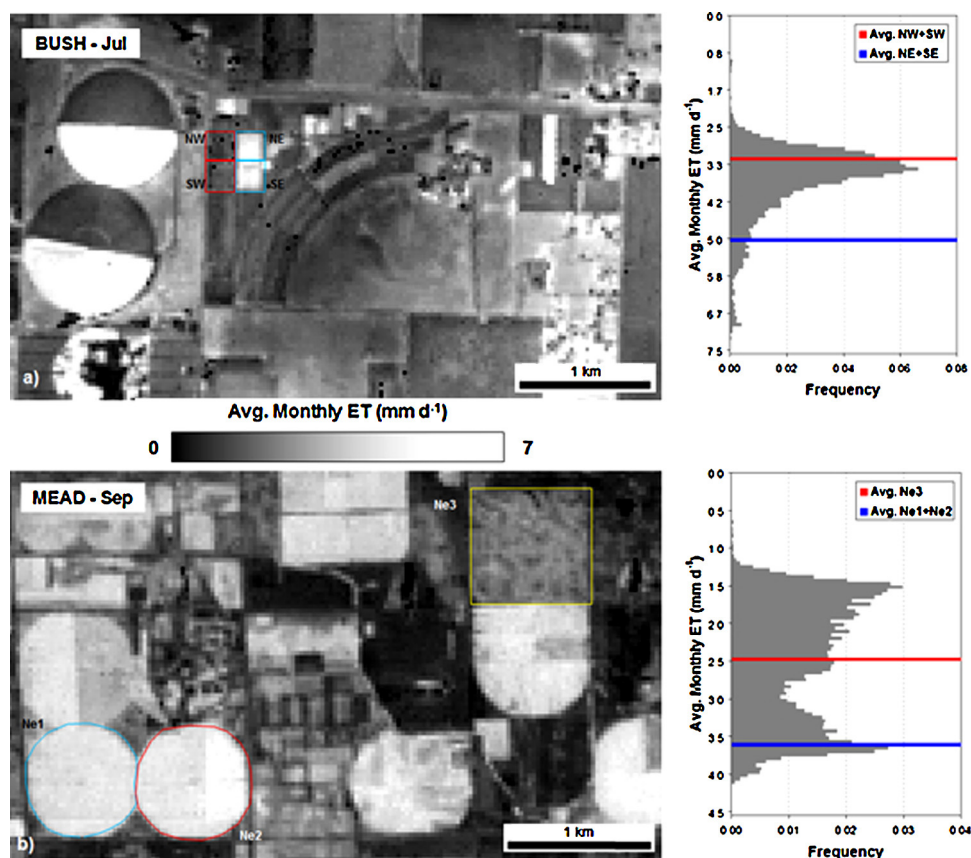 BUSH - Jul
NW
NE
SW
SE
a)
1 km
Avg. NW+SW
Avg. NE+SE
Avg. Monthly ET (mm d-1)
0.0
0.8
1.7
2.5
3.3
4.2
5.0
5.8
6.7
7.5
0.00
0.02
0.04
0.06
0.08
Frequency
Avg. Monthly ET (mm d-1)
0
7
MEAD - Sep
Ne3
Ne1
Ne2
b)
1 km
Avg. Ne3
Avg. Ne1+Ne2
Avg. Monthly ET (mm d-1)
0.0
0.5
1.0
1.5
2.0
2.5
3.0
3.5
4.0
4.5
0.00
0.01
0.02
0.03
0.04
Frequency